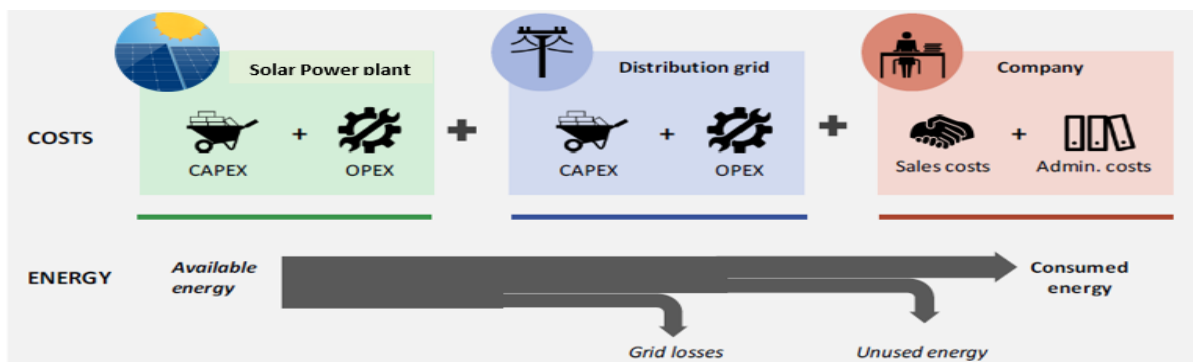 Solar Power plant
Distribution grid
Company
COSTS
+
+
+
+
+
CAPEX
OPEX
CAPEX
OPEX
Sales costs
Admin. costs
ENERGY
Available
energy
Consumed
energy
Grid losses
Unused energy